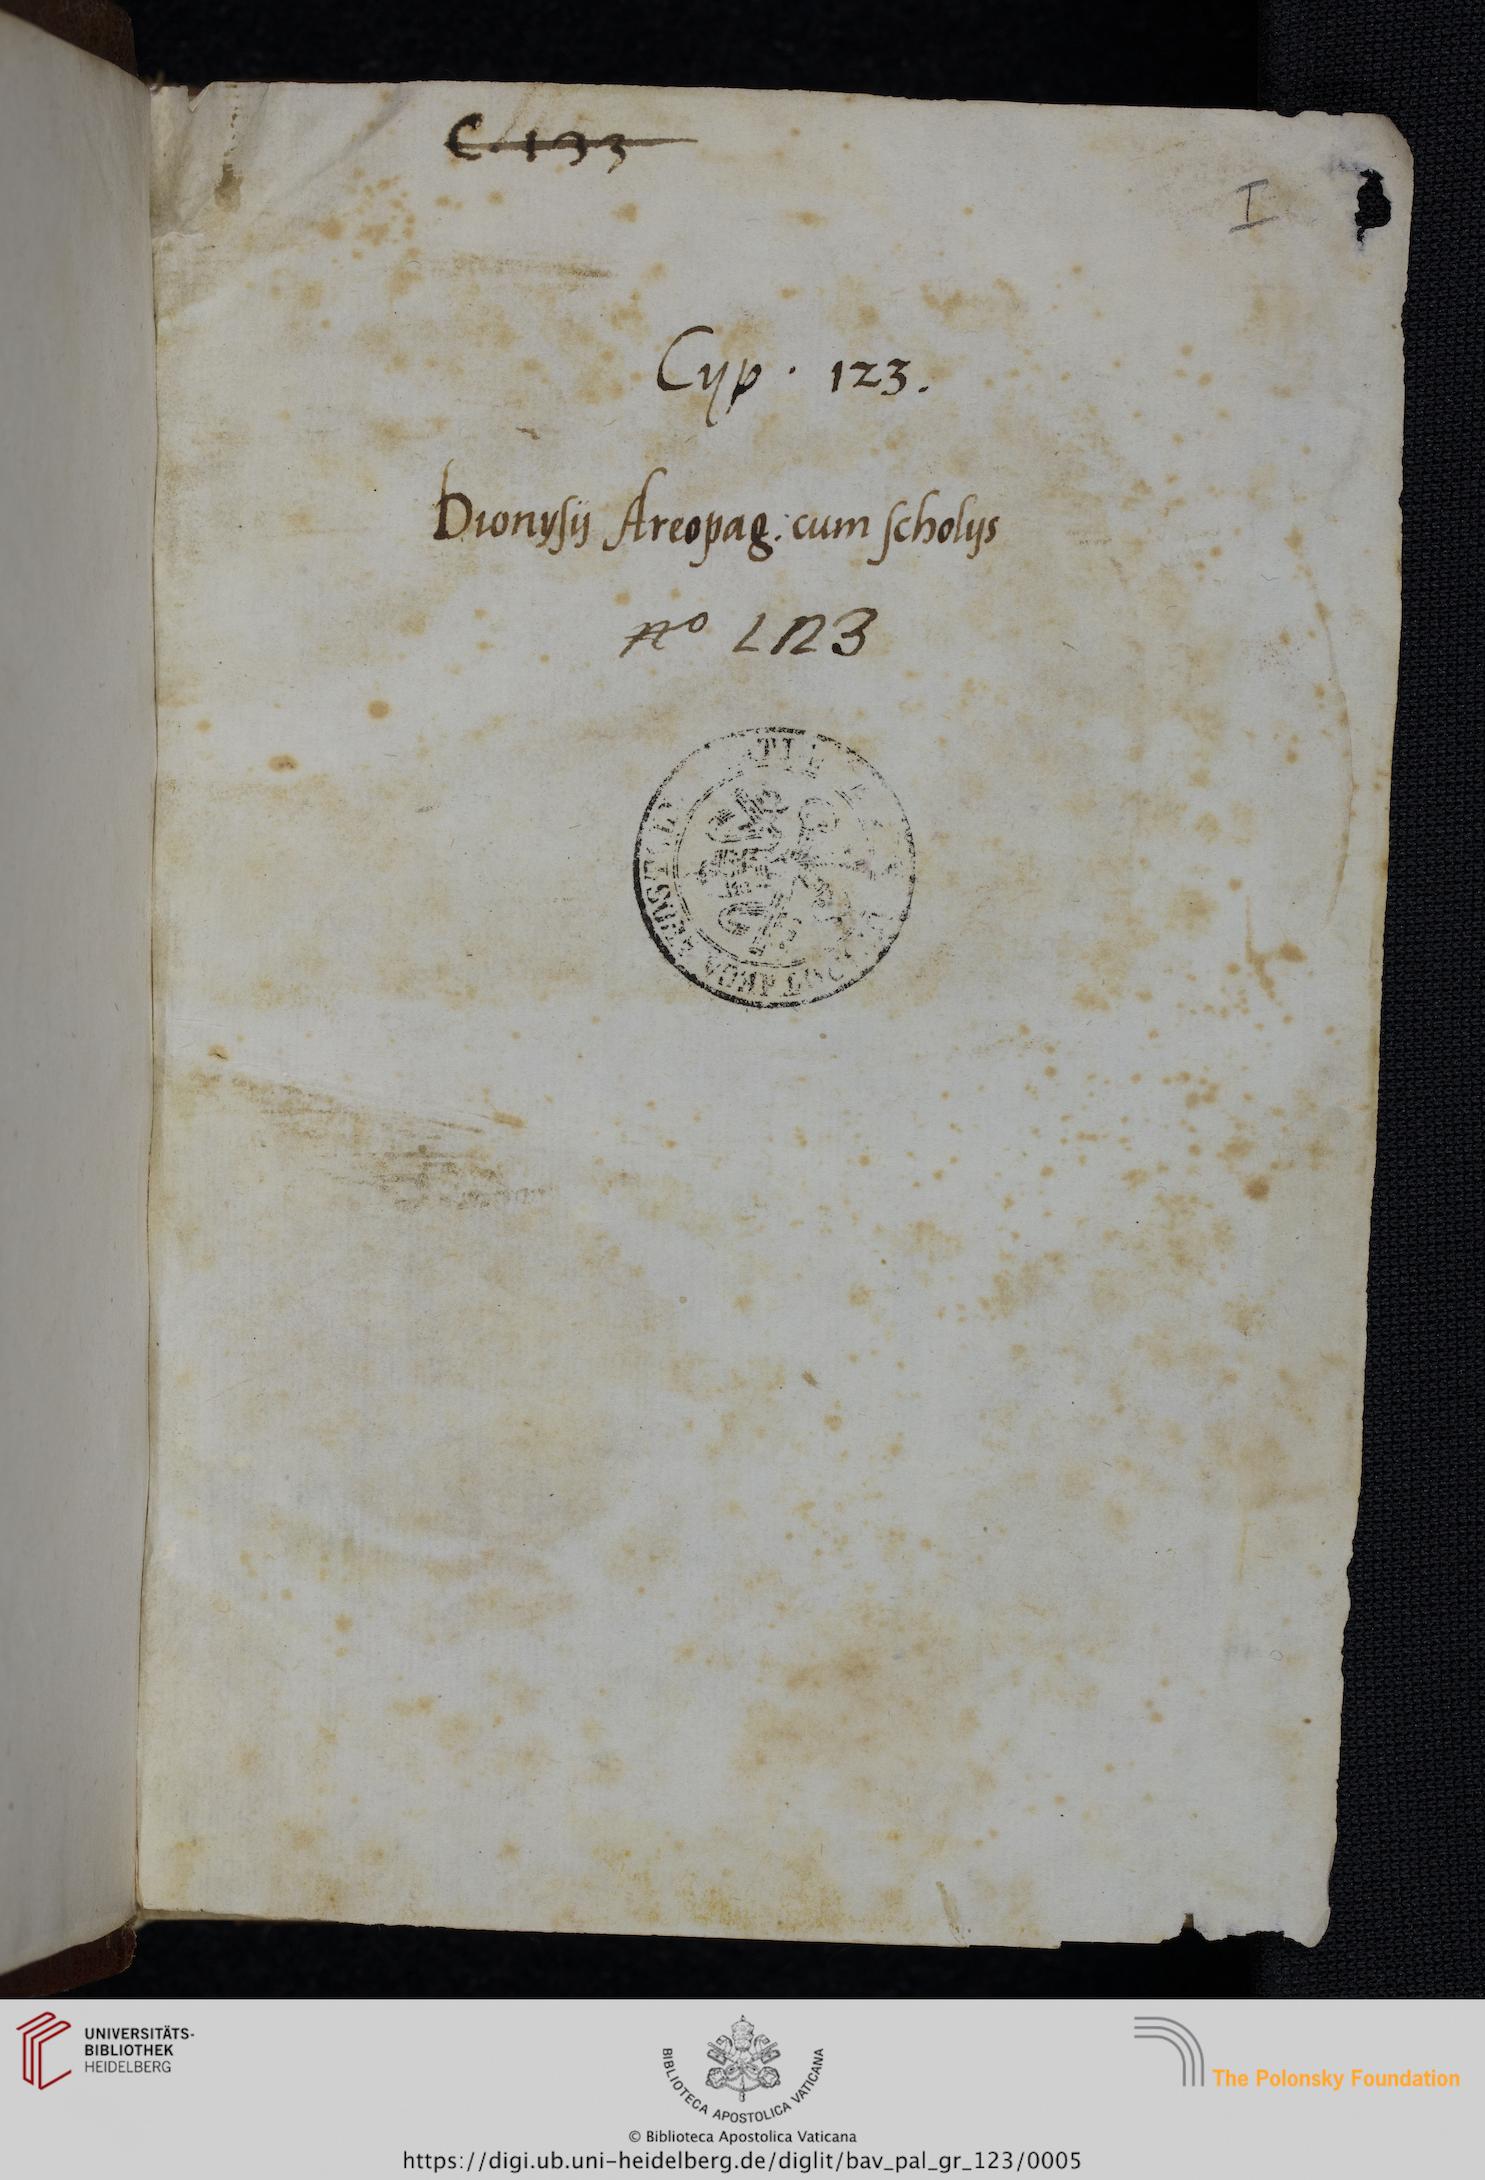 C. 133
I
Cyp. 123.
Dionysij Areopag. cum scholijs
nº 123
UNIVERSITÄTS-
BIBLIOTHEK
HEIDELBERG
BIBLIOTECA APOSTOLICA VATICANA
The Polonsky Foundation
© Biblioteca Apostolica Vaticana
https://digi.ub.uni-heidelberg.de/diglit/bav_pal_gr_123/0005